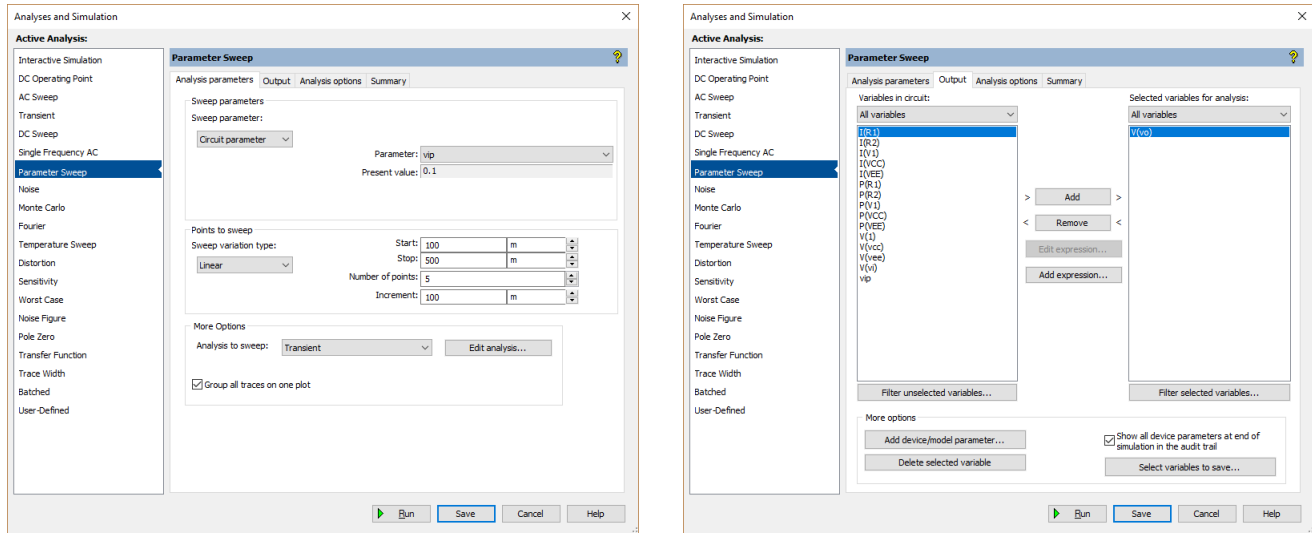 Analyses and Simulation
Active Analysis:
Interactive Simulation
DC Operating Point
AC Sweep
Transient
DC Sweep
Single Frequency AC
Parameter Sweep
Noise
Monte Carlo
Fourier
Temperature Sweep
Distortion
Sensitivity
Worst Case
Noise Figure
Pole Zero
Transfer Function
Trace Width
Batched
User-Defined
Parameter Sweep
Analysis parameters Output Analysis options Summary
Sweep parameters
Sweep parameter:
Circuit parameter
Parameter: vip
Present value: 0.1
Points to sweep
Sweep variation type:
Linear
Start: 100 m
Stop: 500 m
Number of points: 5
Increment: 100 m
More Options
Analysis to sweep: Transient Edit analysis...
Group all traces on one plot
Run Save Cancel Help
Analyses and Simulation
Active Analysis:
Interactive Simulation
DC Operating Point
AC Sweep
Transient
DC Sweep
Single Frequency AC
Parameter Sweep
Noise
Monte Carlo
Fourier
Temperature Sweep
Distortion
Sensitivity
Worst Case
Noise Figure
Pole Zero
Transfer Function
Trace Width
Batched
User-Defined
Parameter Sweep
Analysis parameters Output Analysis options Summary
Variables in circuit:
All variables
I(R1)
I(R2)
I(V1)
I(VCC)
I(VEE)
P(R1)
P(R2)
P(V1)
P(VCC)
P(VEE)
V(1)
V(vcc)
V(vee)
V(vi)
vip
Filter unselected variables...
> Add >
< Remove <
Edit expression...
Add expression...
Selected variables for analysis:
All variables
V(vo)
Filter selected variables...
More options
Add device/model parameter...
Delete selected variable
Show all device parameters at end of
simulation in the audit trail
Select variables to save...
Run Save Cancel Help